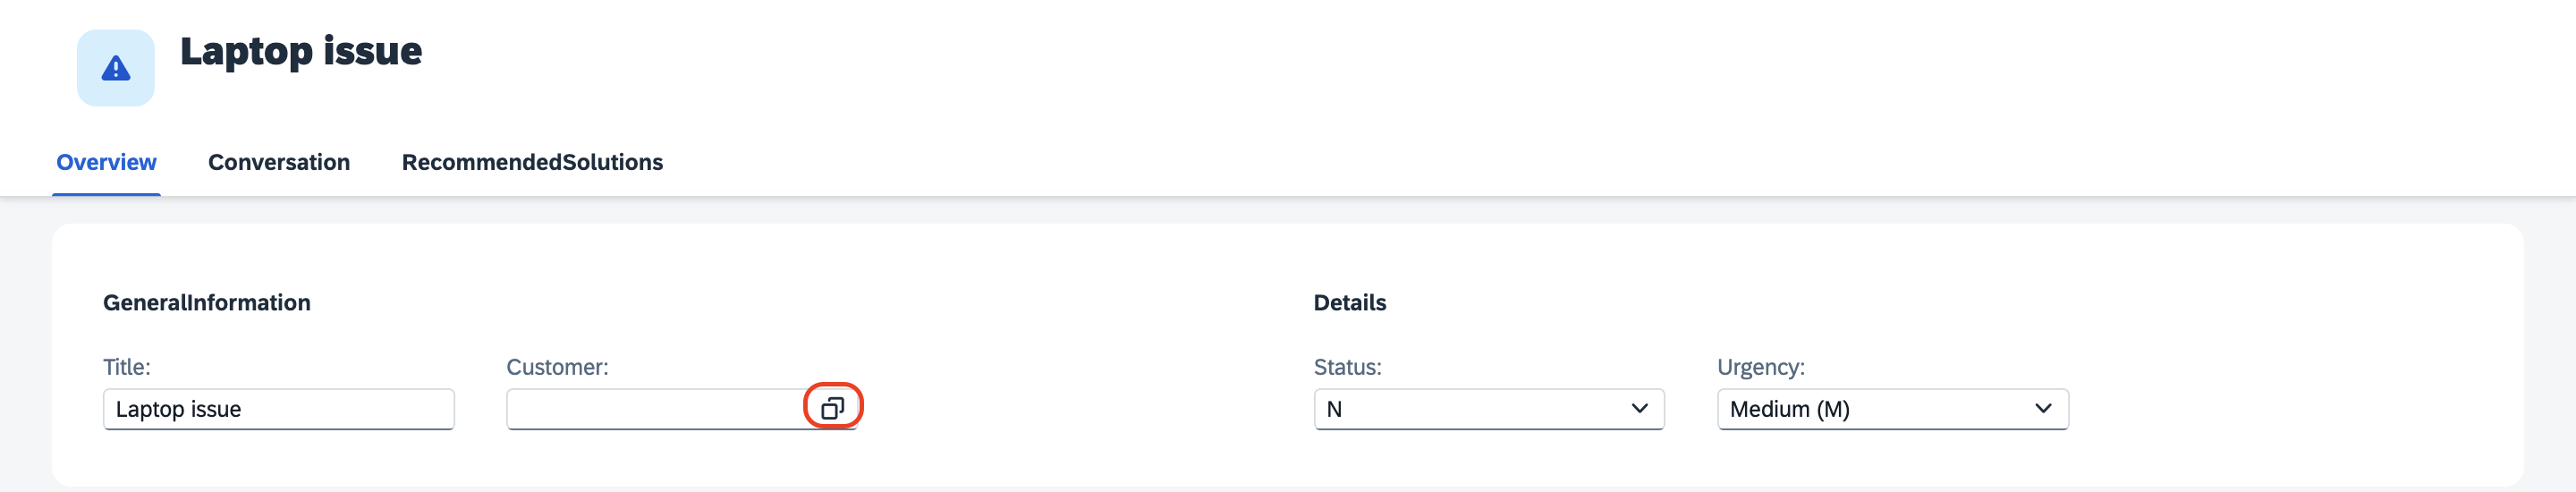 Laptop issue
Overview Conversation RecommendedSolutions
GeneralInformation
Title: Customer:
Laptop issue
Details
Status: Urgency:
N Medium (M)